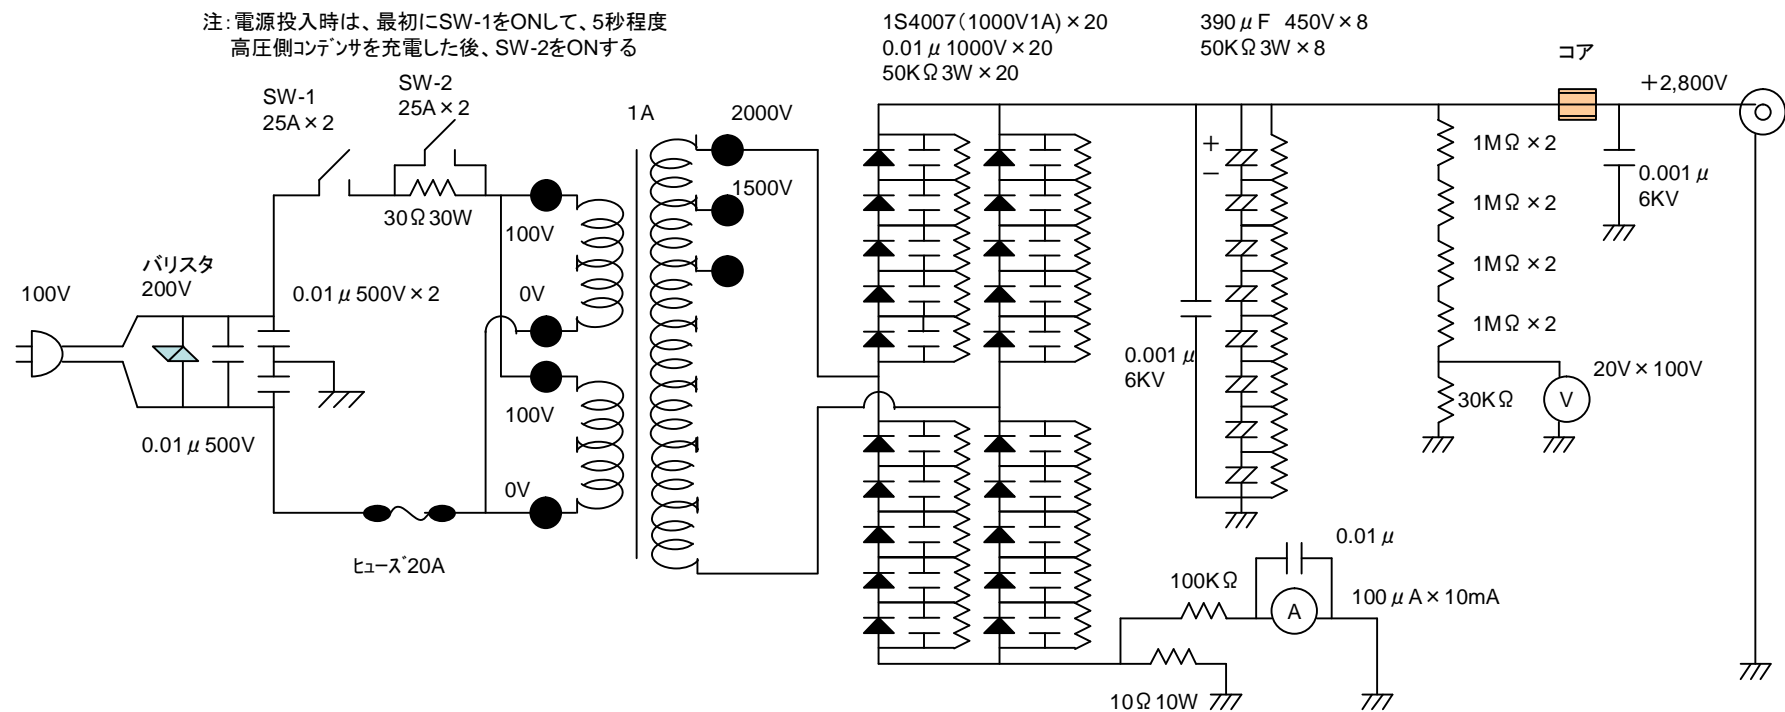 注:電源投入時は、最初にSW-1をONして、5秒程度
高圧側ｺﾝﾃﾞﾝｻを充電した後、SW-2をONする
1S4007(1000V1A)×20
0.01μ 1000V×20
50KΩ 3W×20
390μF 450V×8
50KΩ 3W×8
コア
+2,800V
SW-1
25A×2
SW-2
25A×2
1A
2000V
1500V
30Ω 30W
100V
0V
100V
0V
バリスタ
200V
100V
0.01μ 500V×2
0.01μ 500V
ﾋｭｰｽﾞ20A
+
−
0.001μ
6KV
1MΩ×2
1MΩ×2
1MΩ×2
1MΩ×2
0.001μ
6KV
30KΩ
V
20V×100V
0.01μ
100KΩ
A
100μA×10mA
10Ω 10W